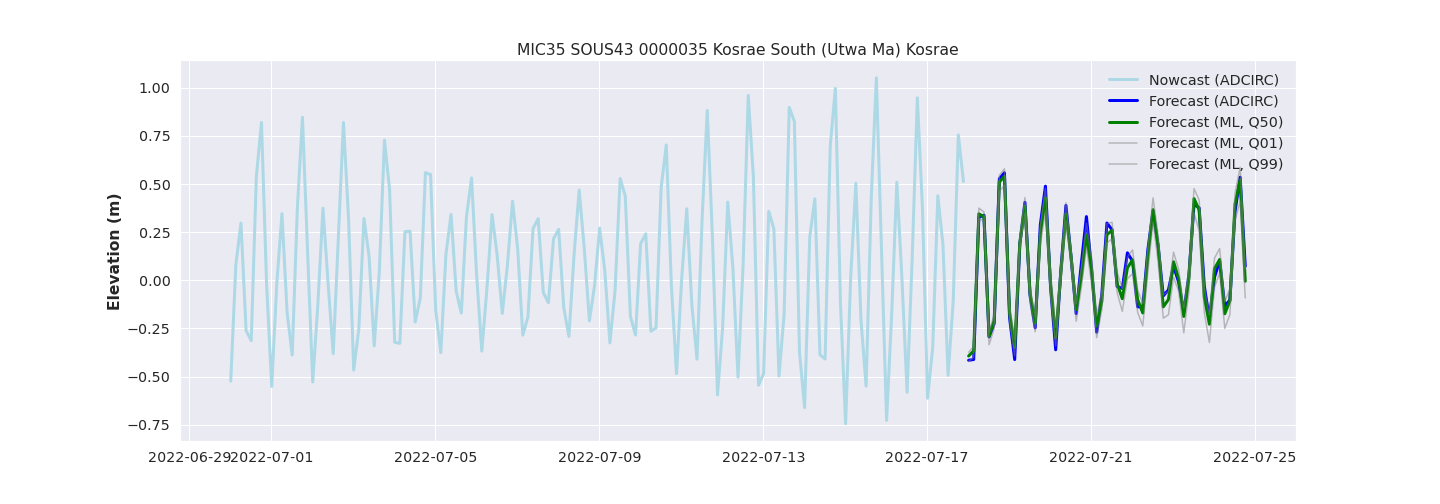 MIC35 SOUS43 0000035 Kosrae South (Utwa Ma) Kosrae
Elevation (m)
1.00
0.75
0.50
0.25
0.00
−0.25
−0.50
−0.75
Nowcast (ADCIRC)
Forecast (ADCIRC)
Forecast (ML, Q50)
Forecast (ML, Q01)
Forecast (ML, Q99)
2022-06-29 2022-07-01 2022-07-05 2022-07-09 2022-07-13 2022-07-17 2022-07-21 2022-07-25